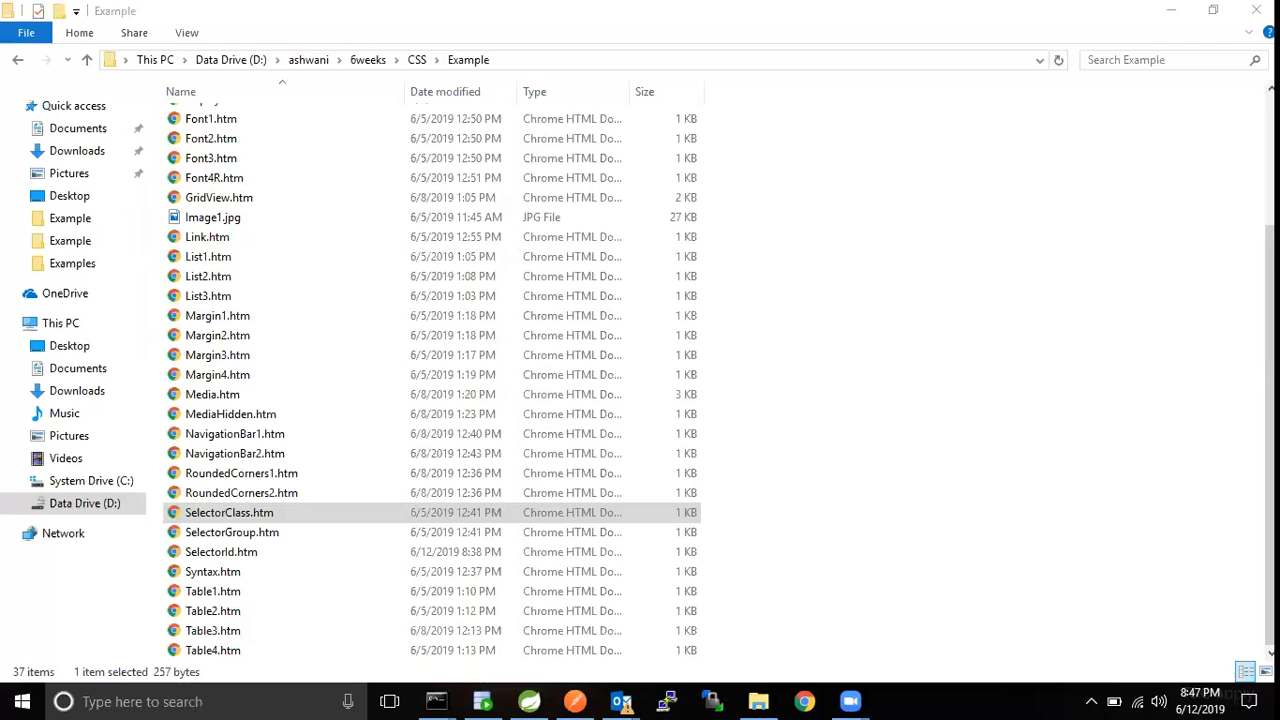 Example
File Home Share View
This PC Data Drive (D:) ashwani 6weeks CSS Example
Search Example
Name Date modified Type Size
Quick access
Documents
Downloads
Pictures
Desktop
Example
Example
Examples
OneDrive
This PC
Desktop
Documents
Downloads
Music
Pictures
Videos
System Drive (C:)
Data Drive (D:)
Network
Font1.htm 6/5/2019 12:50 PM Chrome HTML Do... 1 KB
Font2.htm 6/5/2019 12:50 PM Chrome HTML Do... 1 KB
Font3.htm 6/5/2019 12:50 PM Chrome HTML Do... 1 KB
Font4R.htm 6/5/2019 12:51 PM Chrome HTML Do... 1 KB
GridView.htm 6/8/2019 1:05 PM Chrome HTML Do... 2 KB
Image1.jpg 6/5/2019 11:45 AM JPG File 27 KB
Link.htm 6/5/2019 12:55 PM Chrome HTML Do... 1 KB
List1.htm 6/5/2019 1:05 PM Chrome HTML Do... 1 KB
List2.htm 6/5/2019 1:08 PM Chrome HTML Do... 1 KB
List3.htm 6/5/2019 1:03 PM Chrome HTML Do... 1 KB
Margin1.htm 6/5/2019 1:18 PM Chrome HTML Do... 1 KB
Margin2.htm 6/5/2019 1:18 PM Chrome HTML Do... 1 KB
Margin3.htm 6/5/2019 1:17 PM Chrome HTML Do... 1 KB
Margin4.htm 6/5/2019 1:19 PM Chrome HTML Do... 1 KB
Media.htm 6/8/2019 1:20 PM Chrome HTML Do... 3 KB
MediaHidden.htm 6/8/2019 1:23 PM Chrome HTML Do... 1 KB
NavigationBar1.htm 6/8/2019 12:40 PM Chrome HTML Do... 1 KB
NavigationBar2.htm 6/8/2019 12:43 PM Chrome HTML Do... 1 KB
RoundedCorners1.htm 6/8/2019 12:36 PM Chrome HTML Do... 1 KB
RoundedCorners2.htm 6/8/2019 12:36 PM Chrome HTML Do... 1 KB
SelectorClass.htm 6/5/2019 12:41 PM Chrome HTML Do... 1 KB
SelectorGroup.htm 6/5/2019 12:41 PM Chrome HTML Do... 1 KB
SelectorId.htm 6/12/2019 8:38 PM Chrome HTML Do... 1 KB
Syntax.htm 6/5/2019 12:37 PM Chrome HTML Do... 1 KB
Table1.htm 6/5/2019 1:10 PM Chrome HTML Do... 1 KB
Table2.htm 6/5/2019 1:12 PM Chrome HTML Do... 1 KB
Table3.htm 6/8/2019 12:13 PM Chrome HTML Do... 1 KB
Table4.htm 6/5/2019 1:13 PM Chrome HTML Do... 1 KB
37 items 1 item selected 257 bytes
Type here to search
8:47 PM
6/12/2019